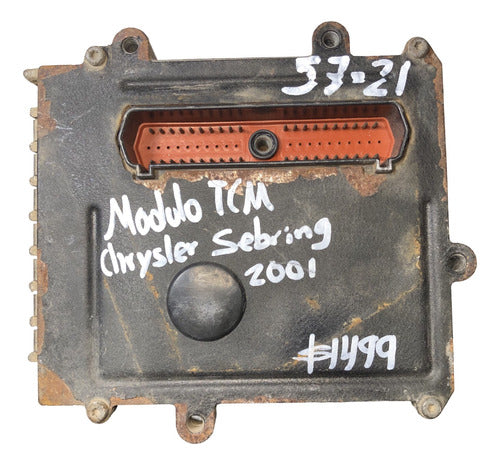 57-21
Modulo TCM
Chrysler Sebring
2001
$1499